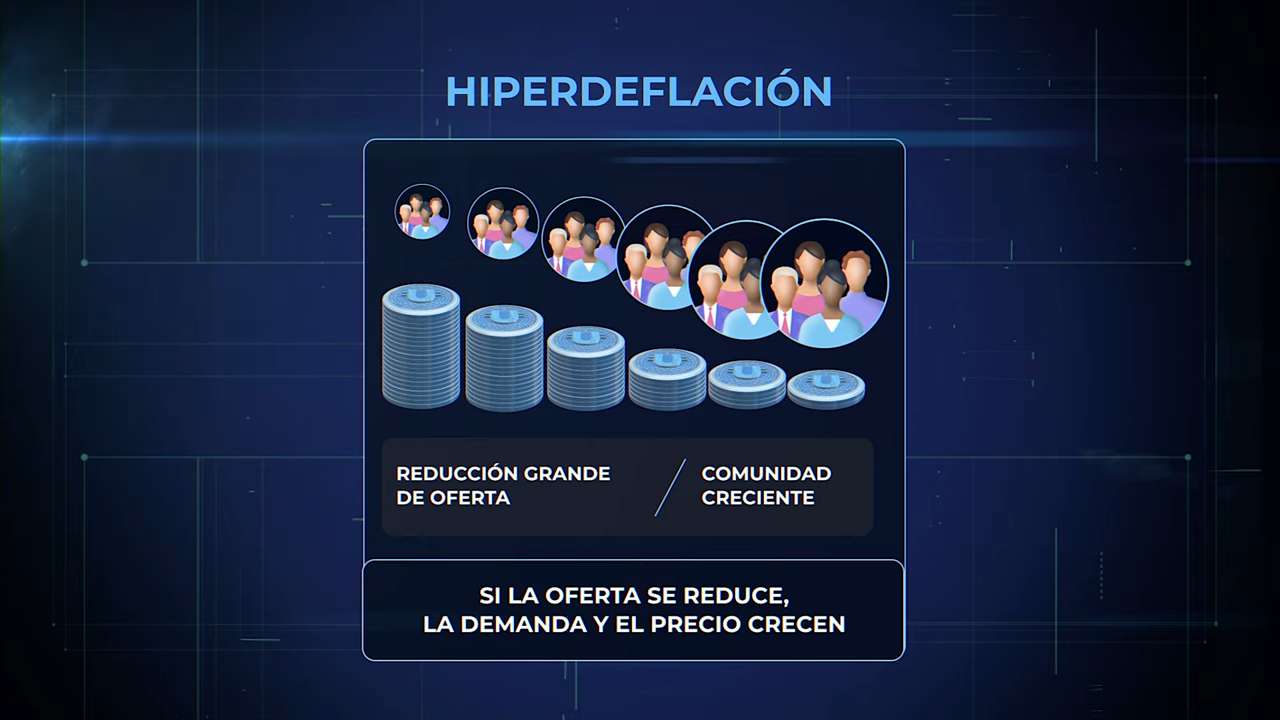 HIPERDEFLACIÓN
REDUCCIÓN GRANDE
DE OFERTA
COMUNIDAD
CRECIENTE
SI LA OFERTA SE REDUCE,
LA DEMANDA Y EL PRECIO CRECEN